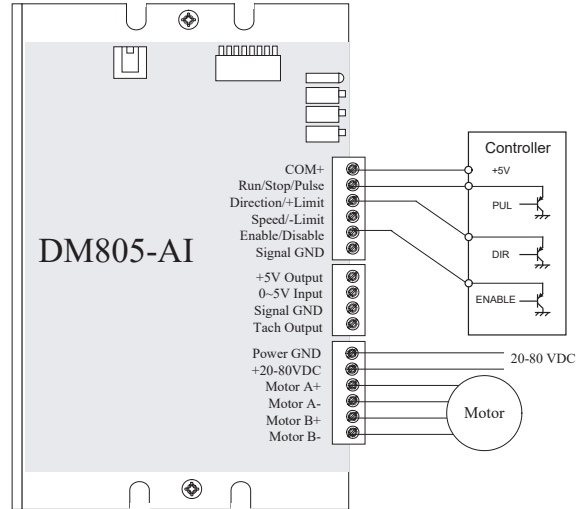 DM805-AI
COM+
Run/Stop/Pulse
Direction/+Limit
Speed/-Limit
Enable/Disable
Signal GND
+5V Output
0~5V Input
Signal GND
Tach Output
Power GND
+20-80VDC
Motor A+
Motor A-
Motor B+
Motor B-
Controller
+5V
PUL
DIR
ENABLE
20-80 VDC
Motor